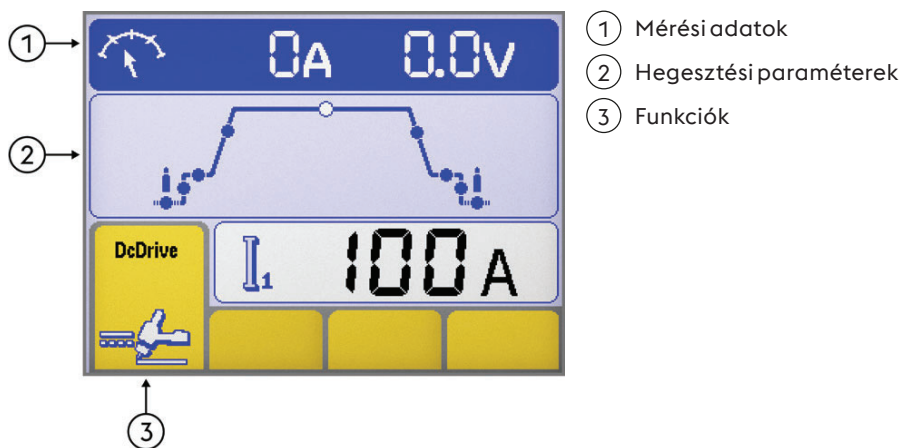 1 0A 0.0V
1 Mérési adatok
2 Hegesztési paraméterek
3 Funkciók
2
DcDrive
I1 100A
3